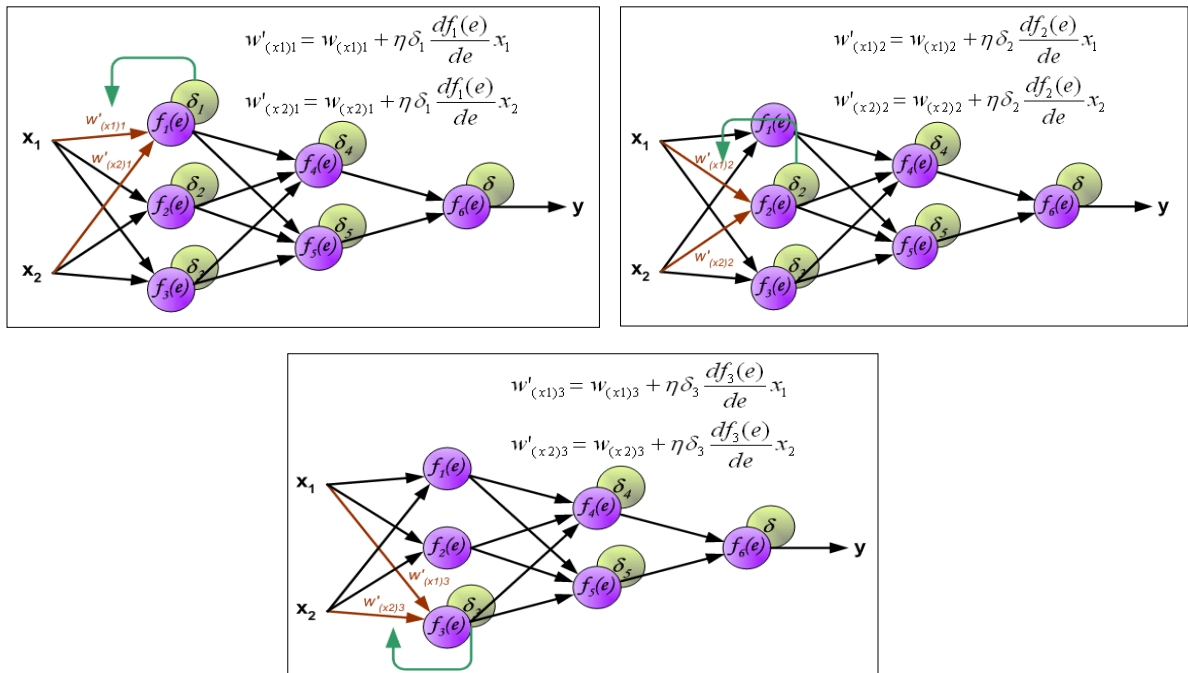 w'₍ₓ₁₎₁ = w₍ₓ₁₎₁ + ηδ₁ df₁(e)/de x₁
w'₍ₓ₂₎₁ = w₍ₓ₂₎₁ + ηδ₁ df₁(e)/de x₂
δ₁
w'₍ₓ₁₎₁
f₁(e)
x₁
w'₍ₓ₂₎₁
δ₄
f₄(e)
δ₂
f₂(e)
δ
f₆(e)
y
δ₅
f₅(e)
x₂
δ₃
f₃(e)
w'₍ₓ₁₎₂ = w₍ₓ₁₎₂ + ηδ₂ df₂(e)/de x₁
w'₍ₓ₂₎₂ = w₍ₓ₂₎₂ + ηδ₂ df₂(e)/de x₂
f₁(e)
x₁
w'₍ₓ₁₎₂
δ₄
f₄(e)
δ₂
f₂(e)
δ
f₆(e)
y
δ₅
f₅(e)
w'₍ₓ₂₎₂
x₂
δ₃
f₃(e)
w'₍ₓ₁₎₃ = w₍ₓ₁₎₃ + ηδ₃ df₃(e)/de x₁
w'₍ₓ₂₎₃ = w₍ₓ₂₎₃ + ηδ₃ df₃(e)/de x₂
f₁(e)
x₁
δ₄
f₄(e)
f₂(e)
δ
f₆(e)
y
w'₍ₓ₁₎₃
δ₅
f₅(e)
x₂
w'₍ₓ₂₎₃
δ₃
f₃(e)